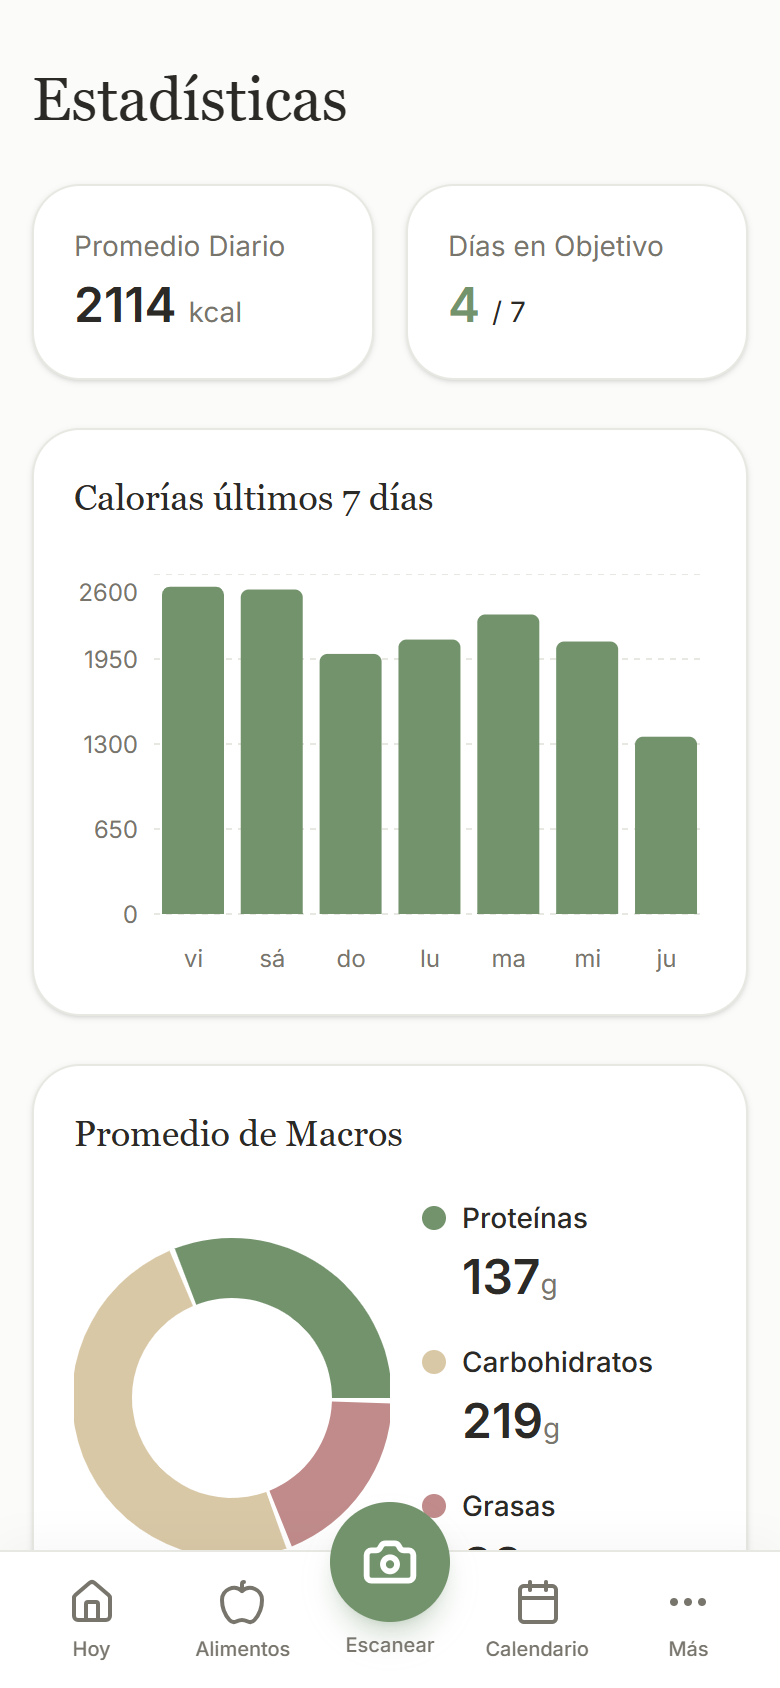 Estadísticas
Promedio Diario
2114 kcal
Días en Objetivo
4 / 7
Calorías últimos 7 días
2600
1950
1300
650
0
vi sá do lu ma mi ju
Promedio de Macros
Proteínas
137g
Carbohidratos
219g
Grasas
Hoy
Alimentos
Escanear
Calendario
Más